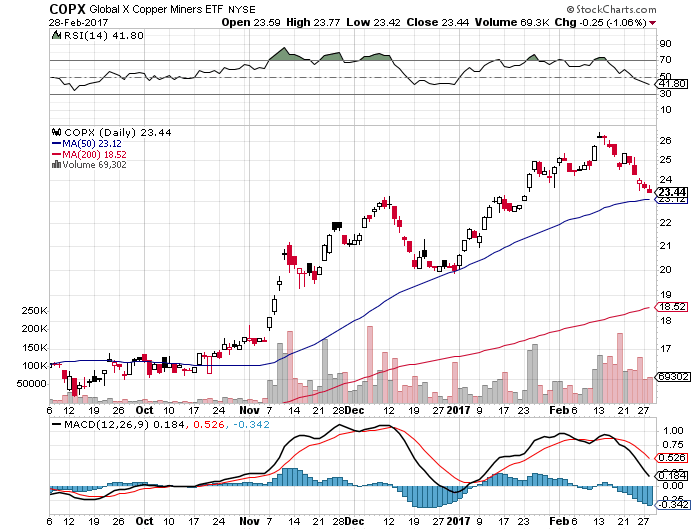 COPX Global X Copper Miners ETF NYSE © StockCharts.com
28-Feb-2017 Open 23.59 High 23.77 Low 23.42 Close 23.44 Volume 69.3K Chg -0.25 (-1.06%)
RSI(14) 41.80
90
70
50
41.80
30
10
COPX (Daily) 23.44
MA(50) 23.12
MA(200) 18.52
Volume 69,302
26
25
24
23.44
23.12
22
21
20
19
18.52
18
17
69302
250K
200K
150K
100K
50000
6 12 19 26 Oct 10 17 24 Nov 7 14 21 28 Dec 12 19 27 2017 9 17 23 Feb 6 13 21 27
MACD(12,26,9) 0.184, 0.526, -0.342
1.00
0.75
0.526
0.184
0.00
-0.342
6 12 19 26 Oct 10 17 24 Nov 7 14 21 28 Dec 12 19 27 2017 9 17 23 Feb 6 13 21 27